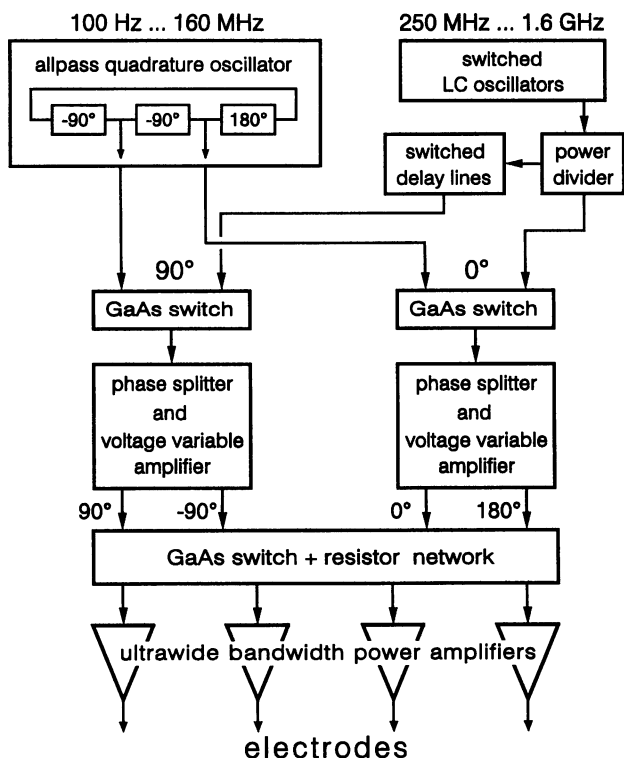 100 Hz ... 160 MHz
250 MHz ... 1.6 GHz
allpass quadrature oscillator
-90°
-90°
180°
switched
LC oscillators
switched
delay lines
power
divider
90°
0°
GaAs switch
GaAs switch
phase splitter
and
voltage variable
amplifier
phase splitter
and
voltage variable
amplifier
90°
-90°
0°
180°
GaAs switch + resistor network
ultrawide bandwidth power amplifiers
electrodes